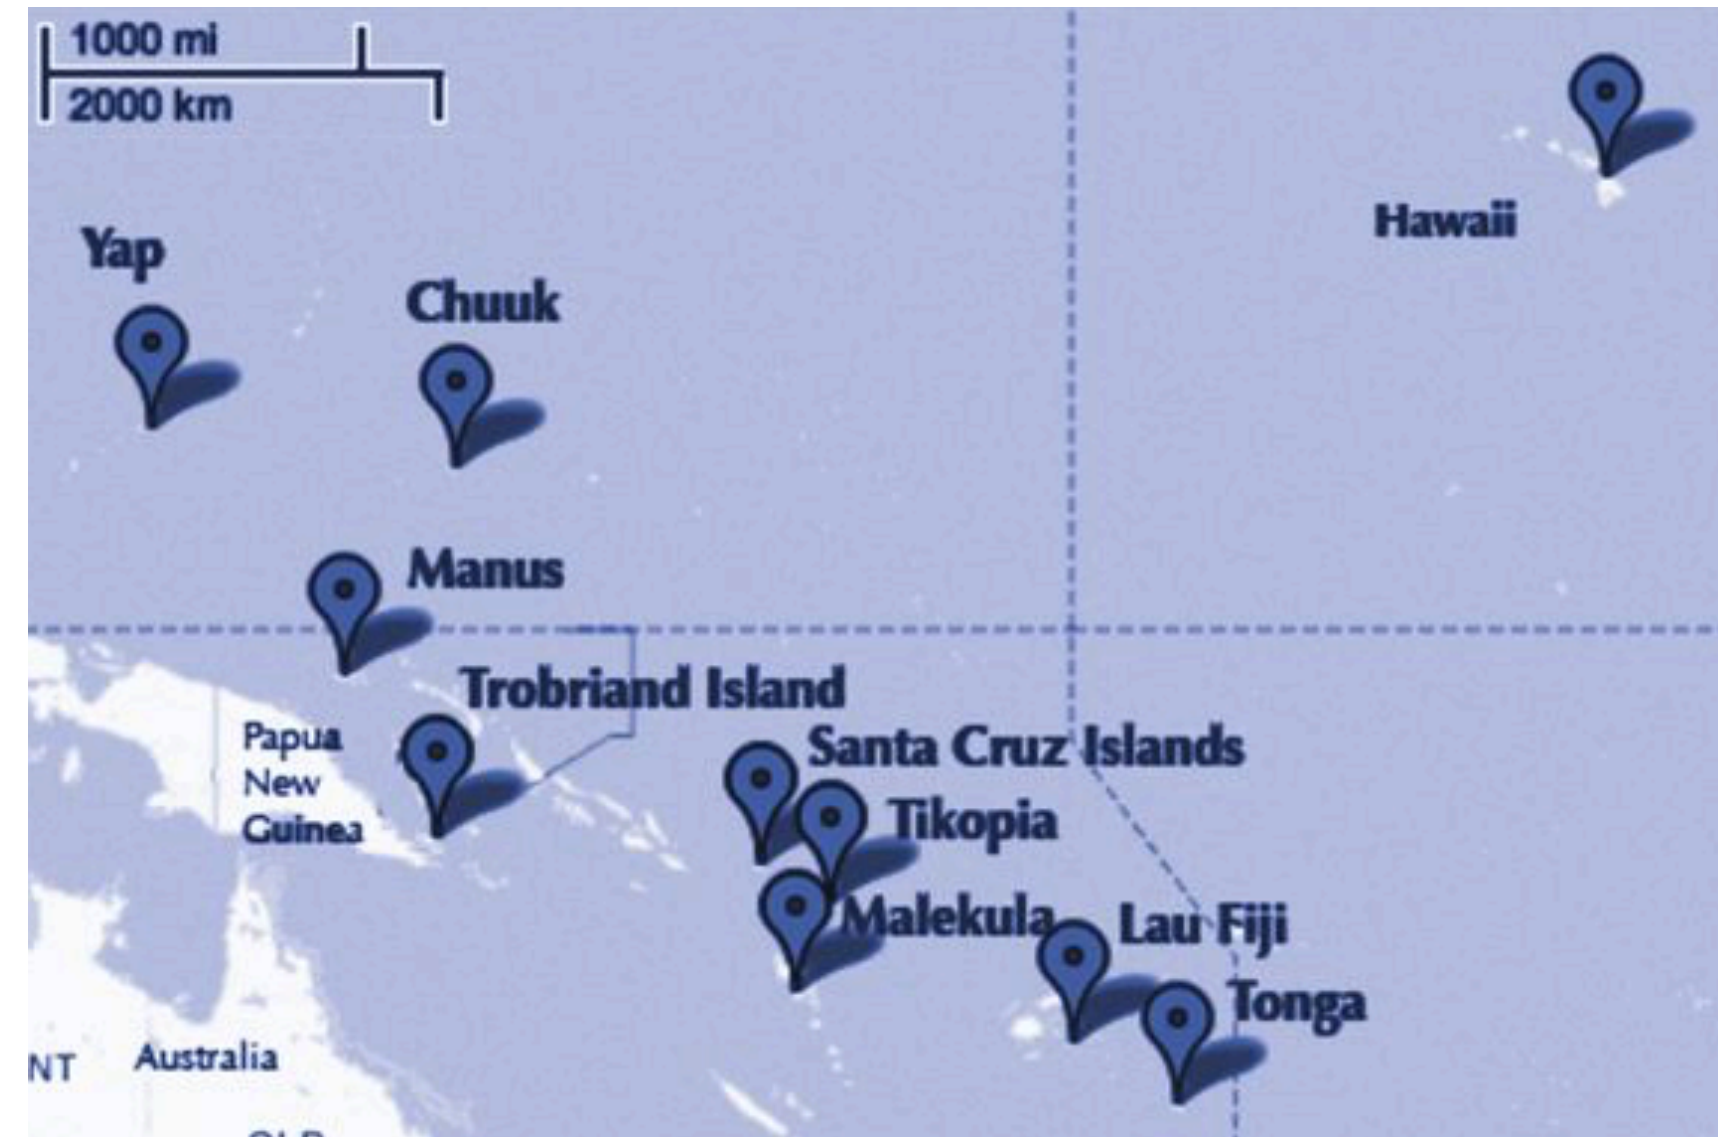 1000 mi
2000 km
Hawaii
Yap
Chuuk
Manus
Trobriand Island
Papua
New
Guinea
Santa Cruz Islands
Tikopia
Malekula
Lau Fiji
Tonga
NT
Australia